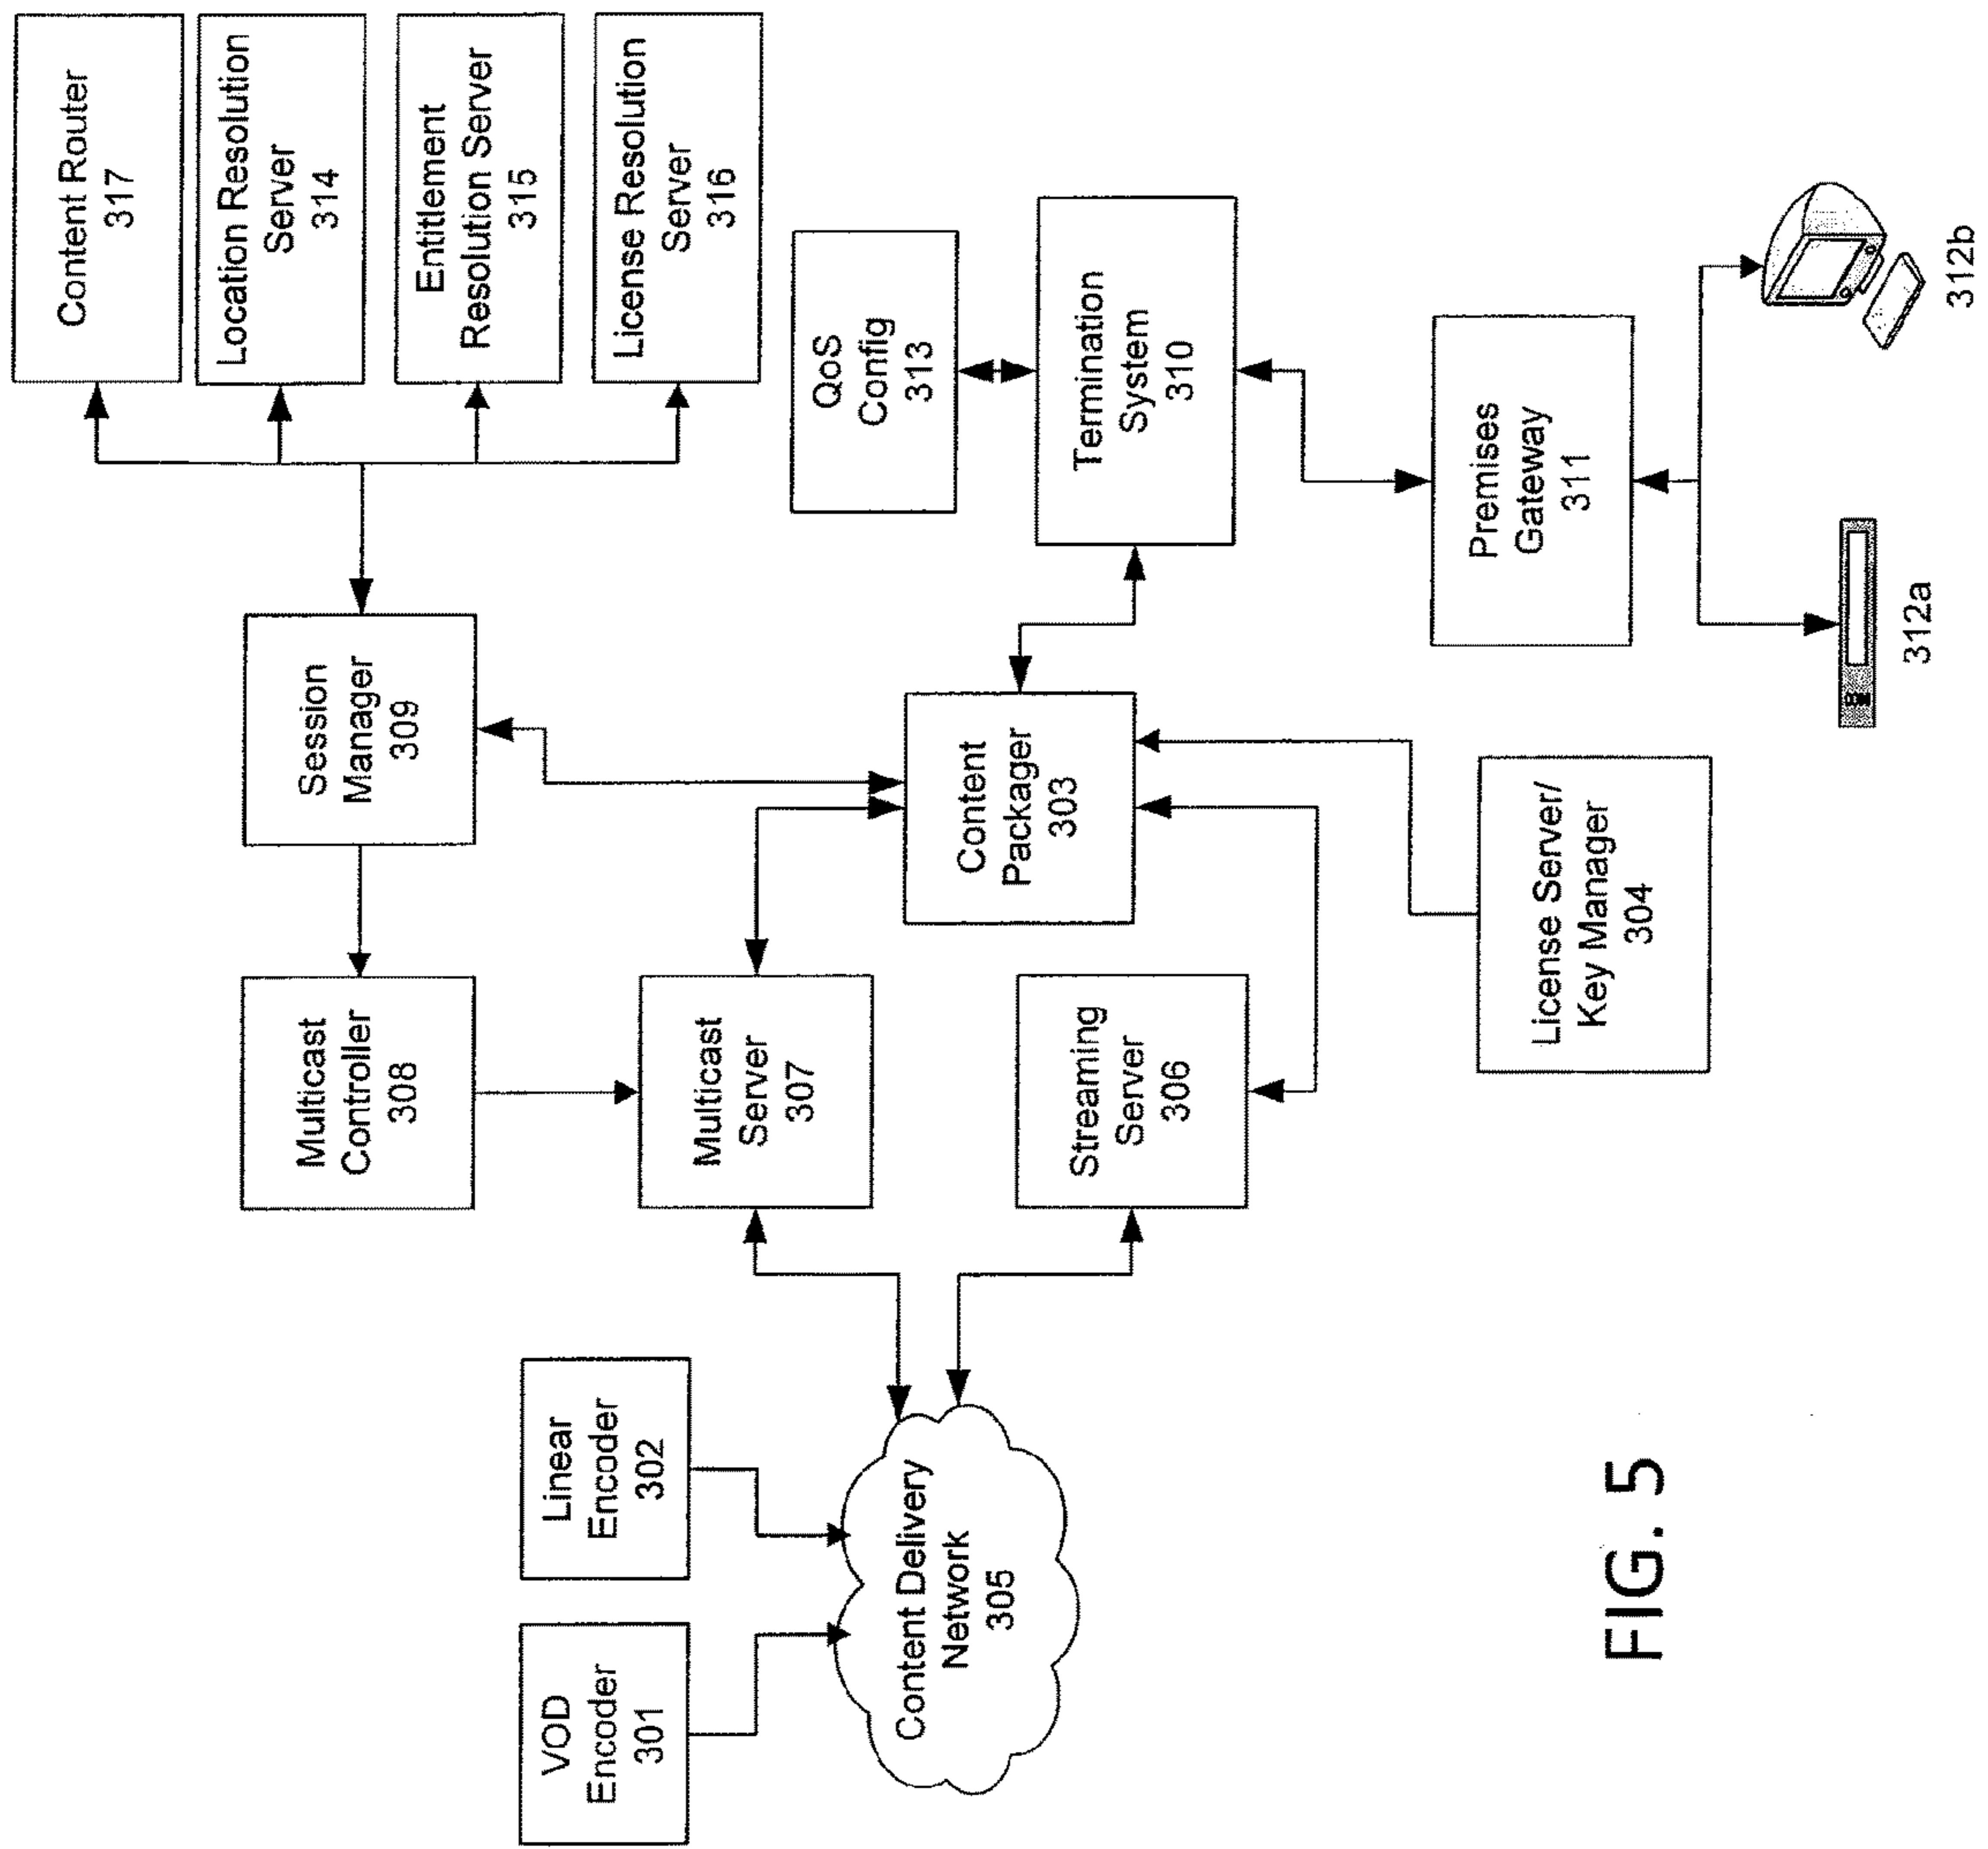 Content Router
317
Location Resolution
Server
314
Entitlement
Resolution Server
315
License Resolution
Server
316
Session
Manager
309
QoS
Config
313
Termination
System
310
Premises
Gateway
311
312a
312b
Multicast
Controller
308
Multicast
Server
307
Content
Packager
303
Streaming
Server
306
License Server/
Key Manager
304
Linear
Encoder
302
VOD
Encoder
301
Content Delivery
Network
305
FIG. 5